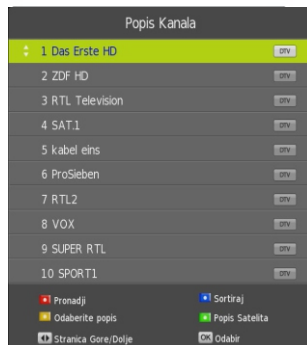 Popis Kanala
1 Das Erste HD DTV
2 ZDF HD DTV
3 RTL Television DTV
4 SAT.1 DTV
5 kabel eins DTV
6 ProSieben DTV
7 RTL2 DTV
8 VOX DTV
9 SUPER RTL DTV
10 SPORT1 DTV
Pronadji Sortiraj
Odaberite popis Popis Satelita
Stranica Gore/Dolje OK Odabir